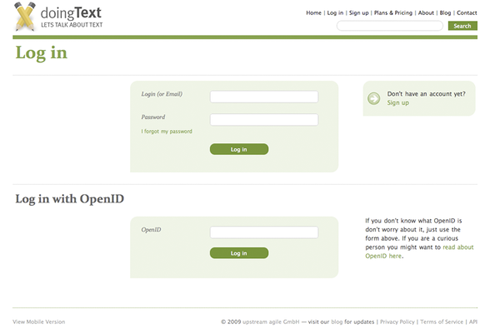 doingText
LETS TALK ABOUT TEXT
Home | Log in | Sign up | Plans & Pricing | About | Blog | Contact
Search
Log in
Login (or Email)
Password
I forgot my password
Log in
Don't have an account yet?
Sign up
Log in with OpenID
OpenID
Log in
If you don't know what OpenID is
don't worry about it, just use the
form above. If you are a curious
person you might want to read about
OpenID here.
View Mobile Version
© 2009 upstream agile GmbH — visit our blog for updates | Privacy Policy | Terms of Service | API